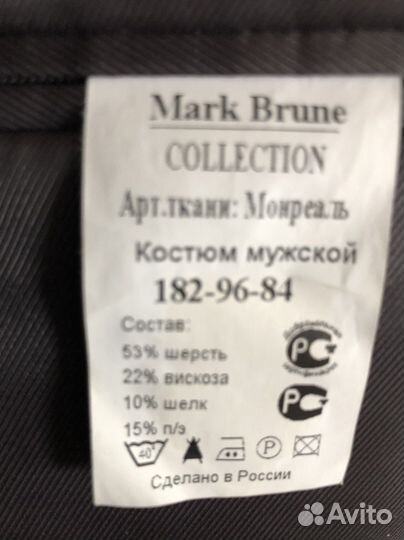 Mark Brune
COLLECTION
Арт.ткани: Монреаль
Костюм мужской
182-96-84
Состав:
53% шерсть
22% вискоза
10% шелк
15% п/э
40°
P
Сделано в России
Avito